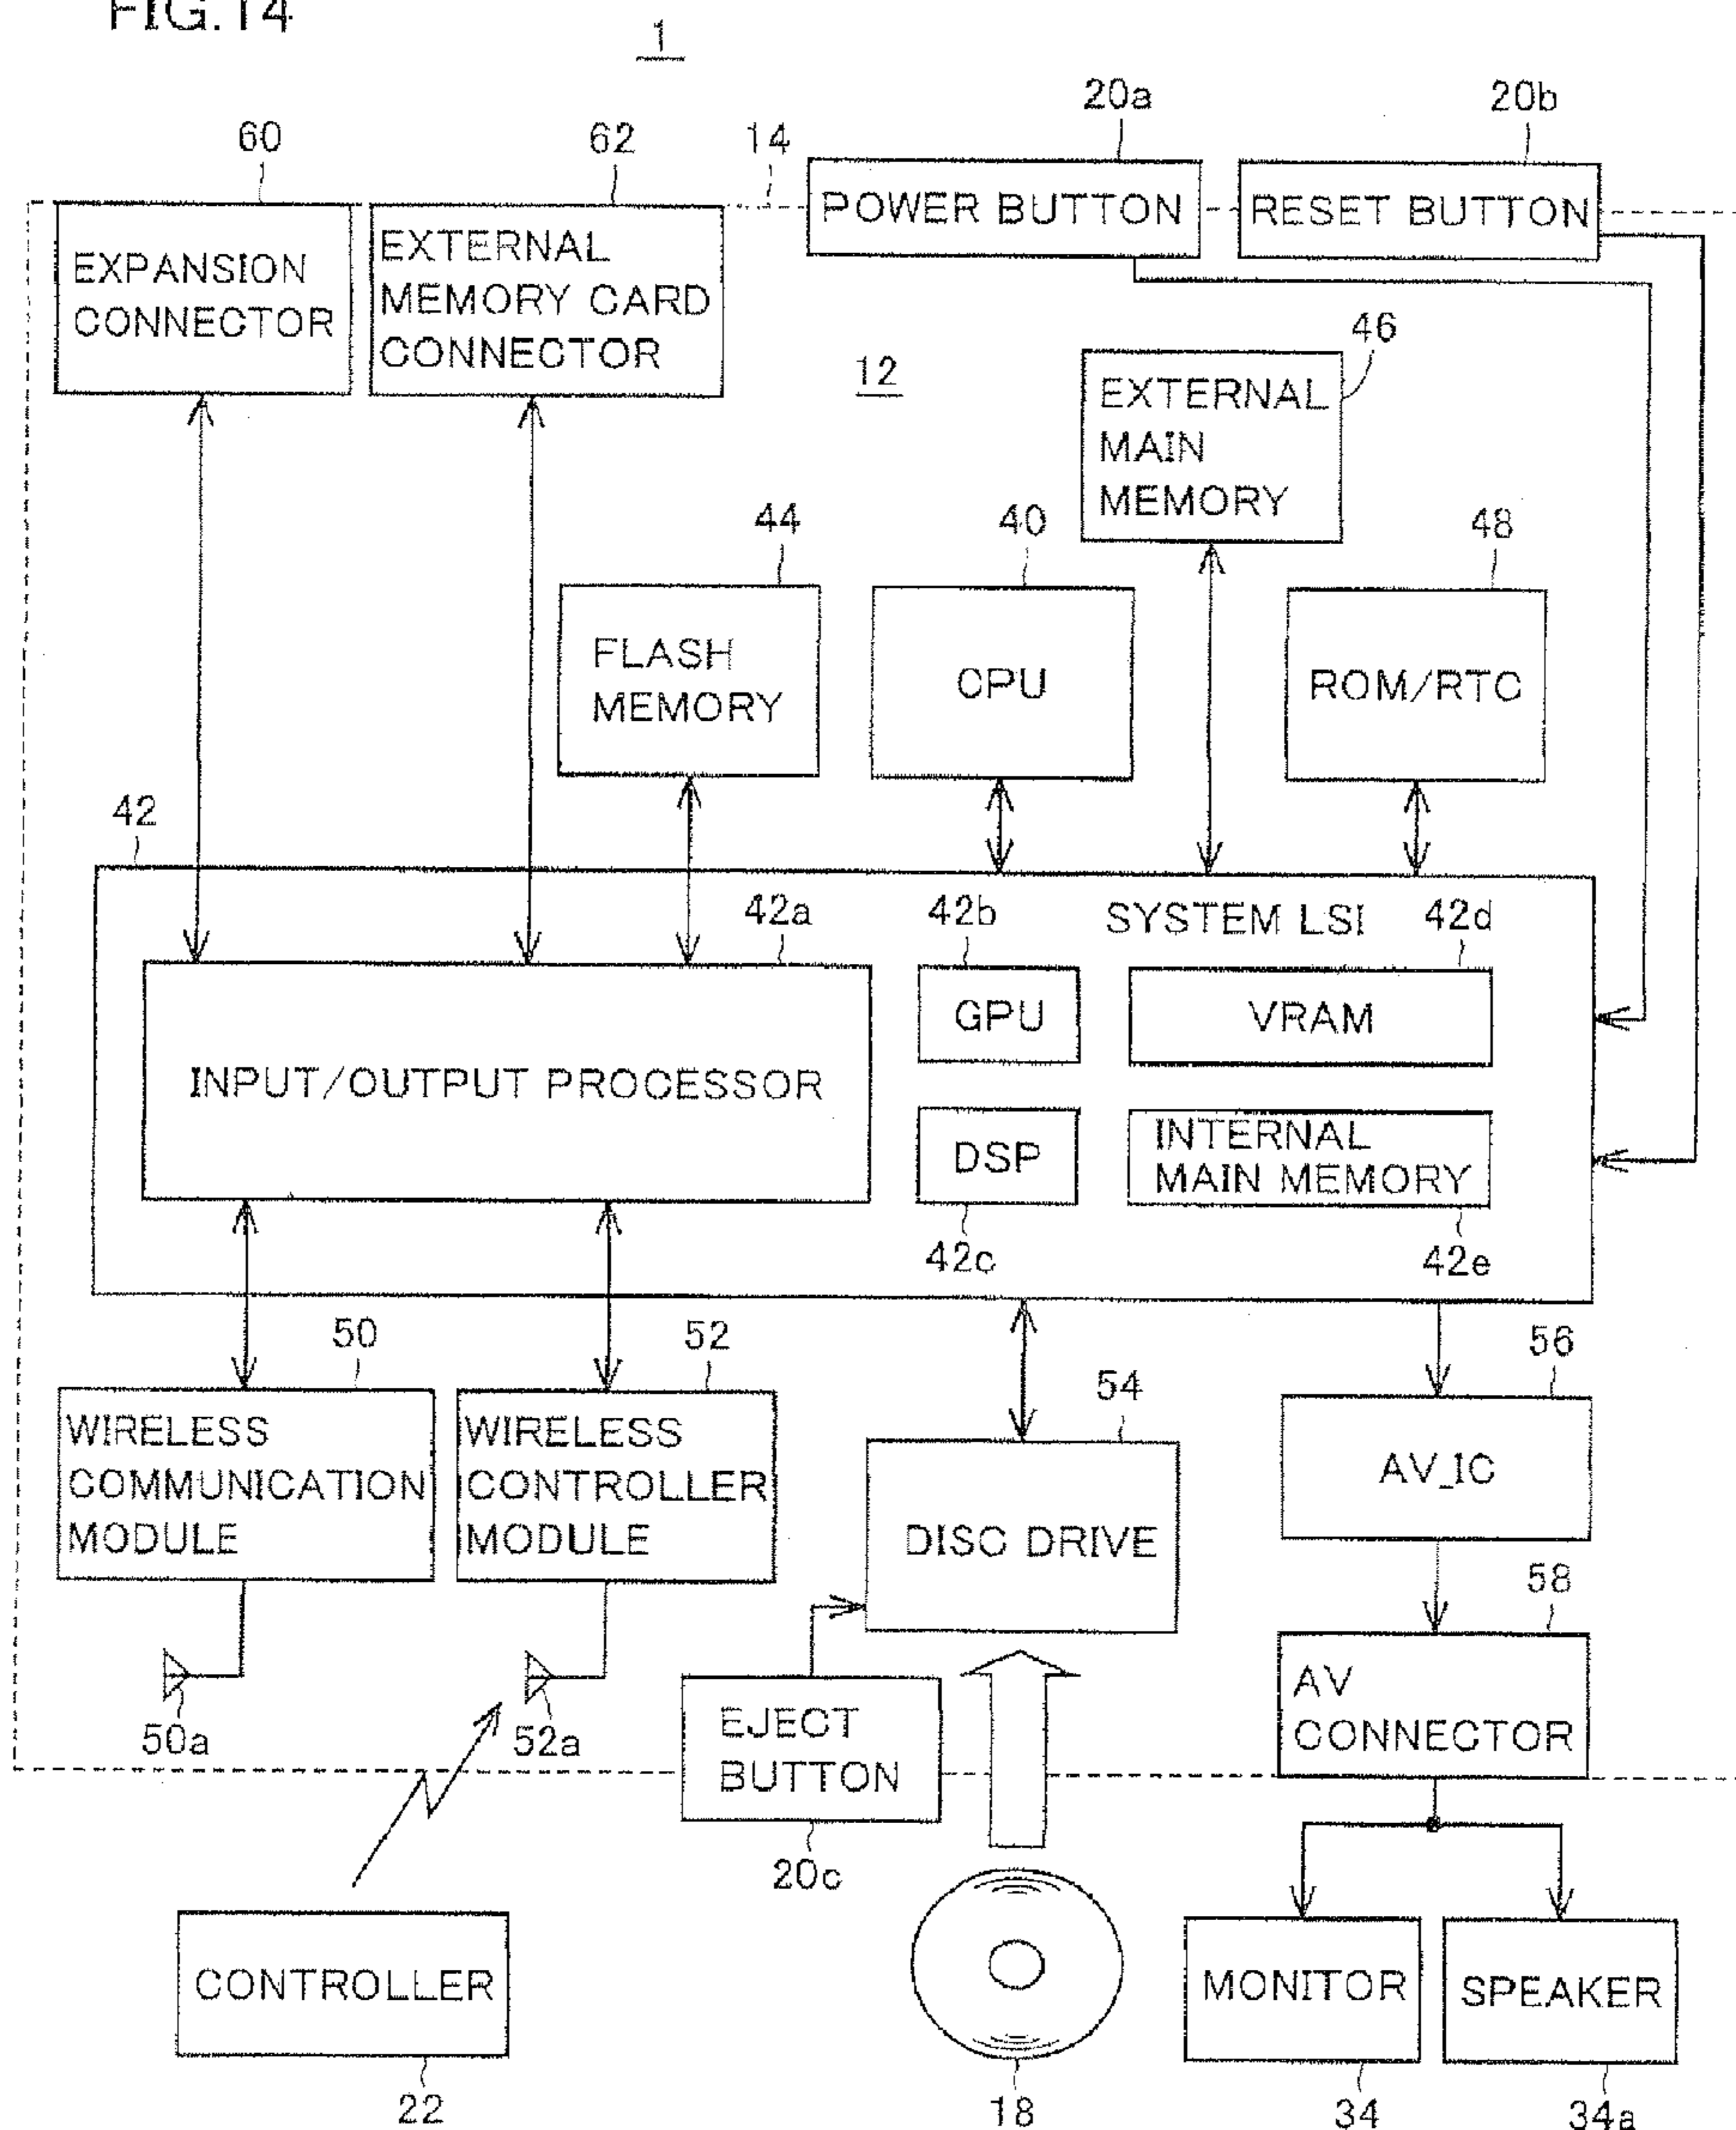 FIG.14
1
20a
20b
60
62
14
POWER BUTTON
RESET BUTTON
EXPANSION
CONNECTOR
EXTERNAL
MEMORY CARD
CONNECTOR
12
46
EXTERNAL
MAIN
MEMORY
44
40
48
FLASH
MEMORY
CPU
ROM/RTC
42
42a
42b
SYSTEM LSI
42d
INPUT/OUTPUT PROCESSOR
GPU
VRAM
DSP
INTERNAL
MAIN MEMORY
42c
42e
50
52
54
56
WIRELESS
COMMUNICATION
MODULE
WIRELESS
CONTROLLER
MODULE
DISC DRIVE
AV_IC
58
50a
52a
EJECT
BUTTON
AV
CONNECTOR
20c
CONTROLLER
MONITOR
SPEAKER
22
18
34
34a